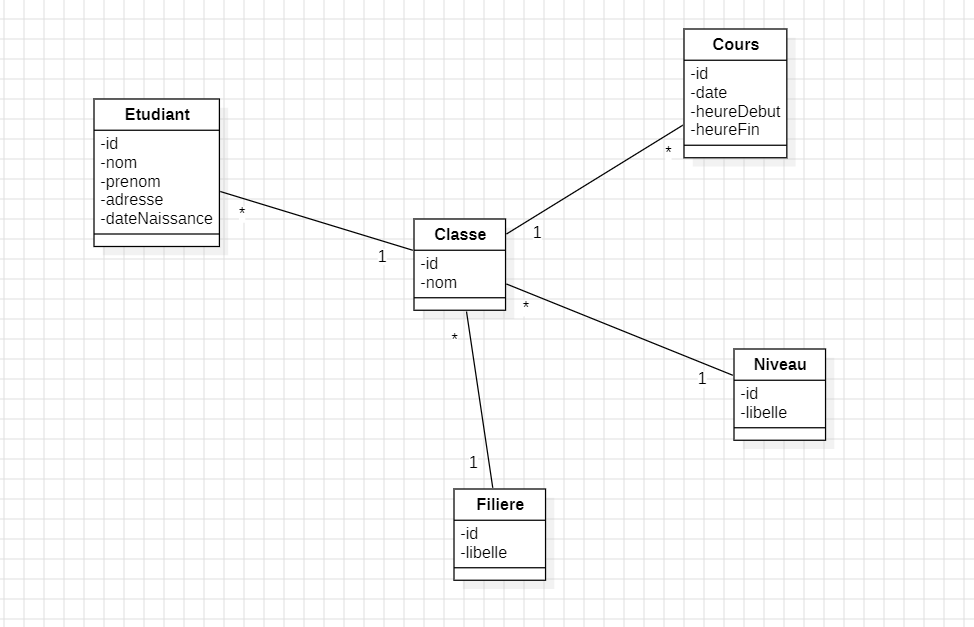 Cours
-id
-date
-heureDebut
-heureFin
*
Etudiant
-id
-nom
-prenom
-adresse
-dateNaissance
*
1
Classe
-id
-nom
1
*
*
1
Niveau
-id
-libelle
1
Filiere
-id
-libelle